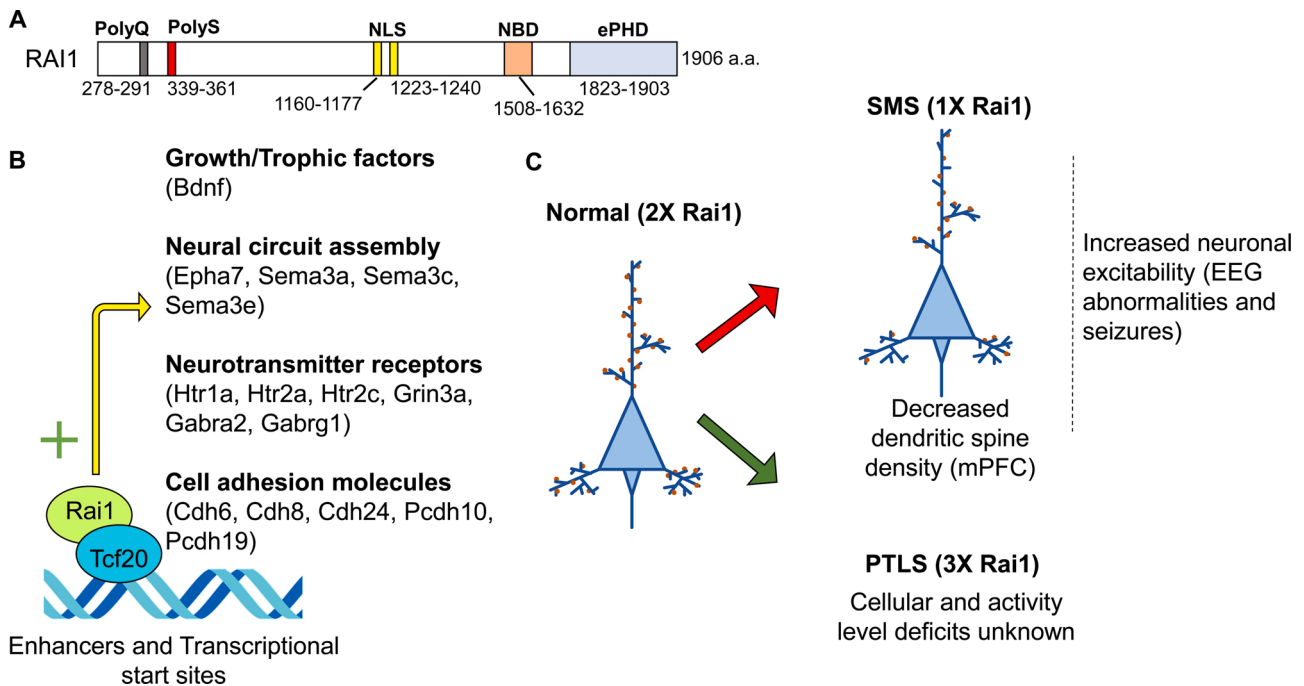 A
PolyQ PolyS NLS NBD ePHD
RAI1 1906 a.a.
278-291 339-361 1160-1177 1223-1240 1508-1632 1823-1903
B
Growth/Trophic factors
(Bdnf)
Neural circuit assembly
(Epha7, Sema3a, Sema3c,
Sema3e)
Neurotransmitter receptors
(Htr1a, Htr2a, Htr2c, Grin3a,
Gabra2, Gabrg1)
Cell adhesion molecules
(Cdh6, Cdh8, Cdh24, Pcdh10,
Pcdh19)
+
Rai1
Tcf20
Enhancers and Transcriptional
start sites
C
Normal (2X Rai1)
SMS (1X Rai1)
Increased neuronal
excitability (EEG
abnormalities and
seizures)
Decreased
dendritic spine
density (mPFC)
PTLS (3X Rai1)
Cellular and activity
level deficits unknown